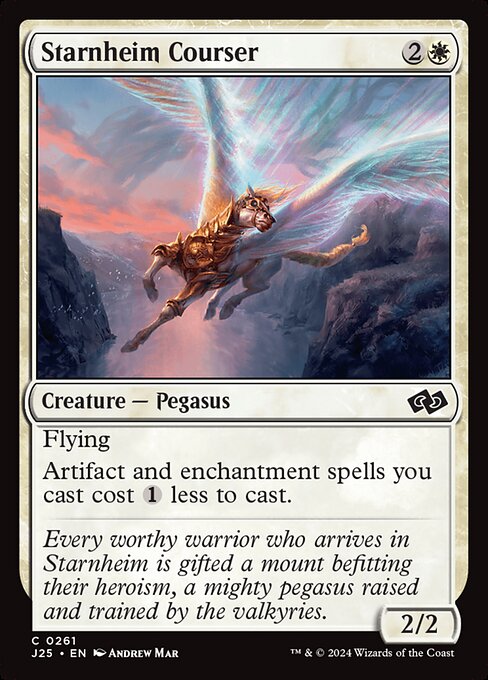 Starnheim Courser 2
Creature — Pegasus
Flying
Artifact and enchantment spells you
cast cost 1 less to cast.
Every worthy warrior who arrives in
Starnheim is gifted a mount befitting
their heroism, a mighty pegasus raised
and trained by the valkyries.
2/2
C 0261
J25 • EN Andrew Mar ™ & © 2024 Wizards of the Coast